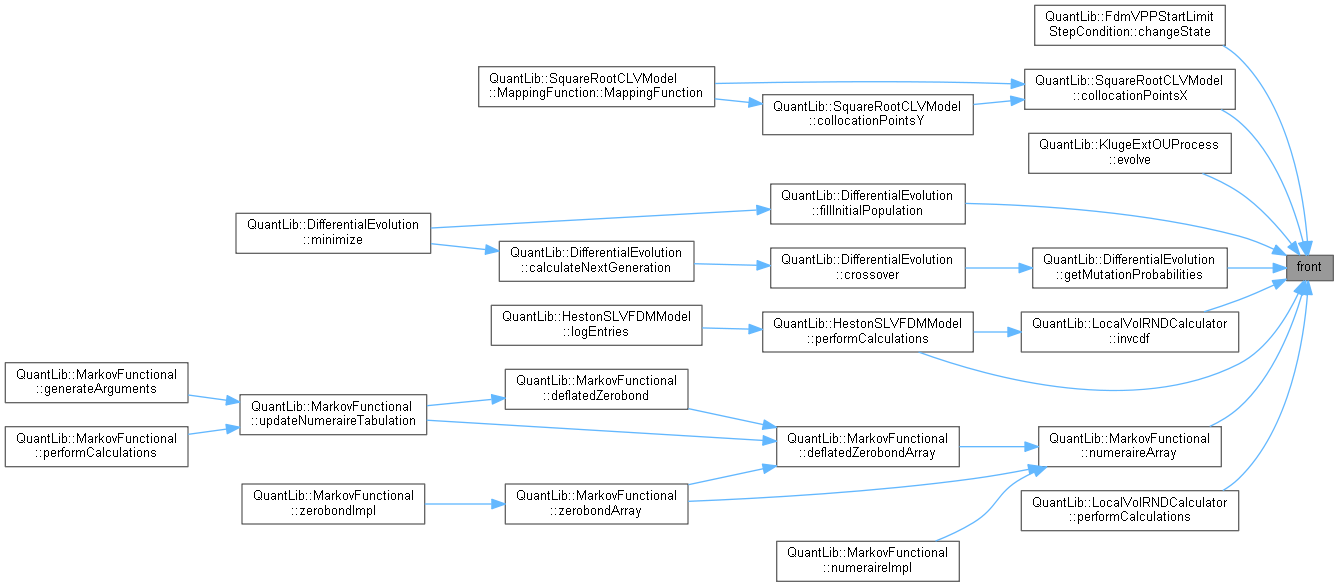 QuantLib::FdmVPPStartLimit
StepCondition::changeState
QuantLib::SquareRootCLVModel
::MappingFunction::MappingFunction
QuantLib::SquareRootCLVModel
::collocationPointsX
QuantLib::SquareRootCLVModel
::collocationPointsY
QuantLib::KlugeExtOUProcess
::evolve
QuantLib::DifferentialEvolution
::fillInitialPopulation
QuantLib::DifferentialEvolution
::minimize
QuantLib::DifferentialEvolution
::calculateNextGeneration
QuantLib::DifferentialEvolution
::crossover
QuantLib::DifferentialEvolution
::getMutationProbabilities
front
QuantLib::HestonSLVFDMModel
::logEntries
QuantLib::HestonSLVFDMModel
::performCalculations
QuantLib::LocalVolRNDCalculator
::invcdf
QuantLib::MarkovFunctional
::generateArguments
QuantLib::MarkovFunctional
::deflatedZerobond
QuantLib::MarkovFunctional
::updateNumeraireTabulation
QuantLib::MarkovFunctional
::performCalculations
QuantLib::MarkovFunctional
::deflatedZerobondArray
QuantLib::MarkovFunctional
::numeraireArray
QuantLib::MarkovFunctional
::zerobondImpl
QuantLib::MarkovFunctional
::zerobondArray
QuantLib::LocalVolRNDCalculator
::performCalculations
QuantLib::MarkovFunctional
::numeraireImpl